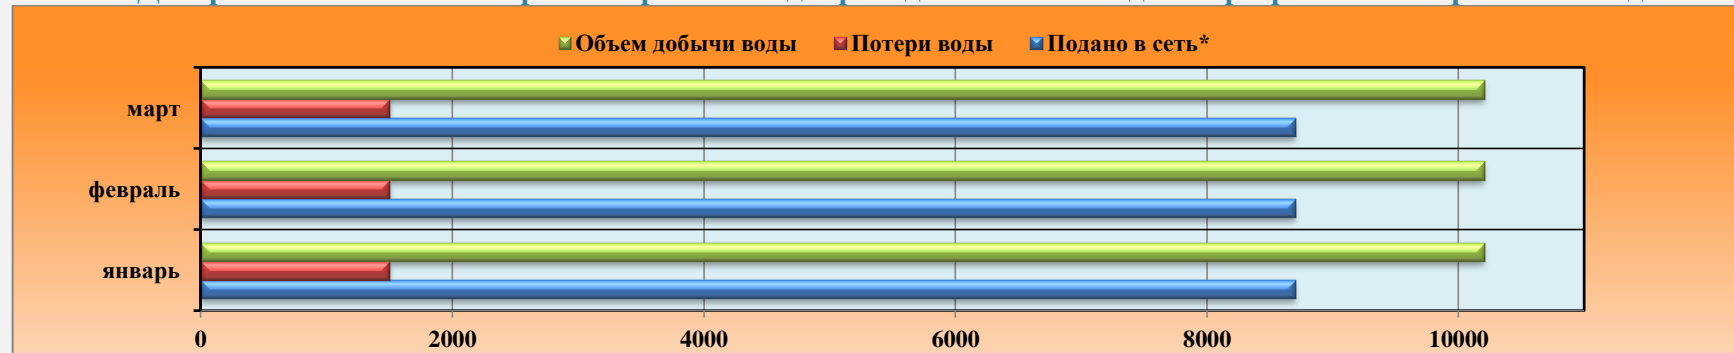 Объем добычи воды Потери воды Подано в сеть*
март
февраль
январь
0 2000 4000 6000 8000 10000